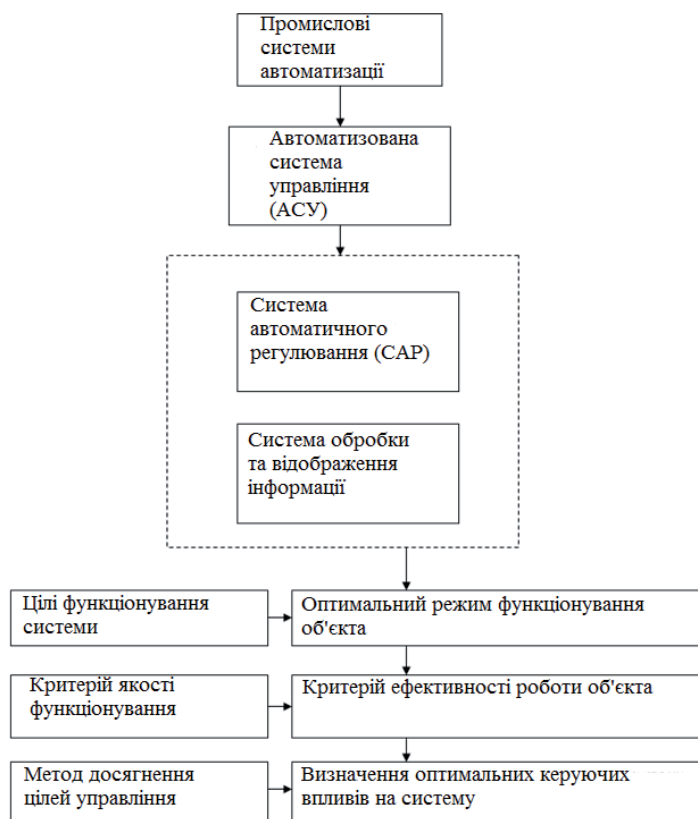 Промислові
системи
автоматизації
Автоматизована
система
управління
(АСУ)
Система
автоматичного
регулювання (САР)
Система обробки
та відображення
інформації
Цілі функціонування
системи
Оптимальний режим функціонування
об'єкта
Критерій якості
функціонування
Критерій ефективності роботи об'єкта
Метод досягнення
цілей управління
Визначення оптимальних керуючих
впливів на систему